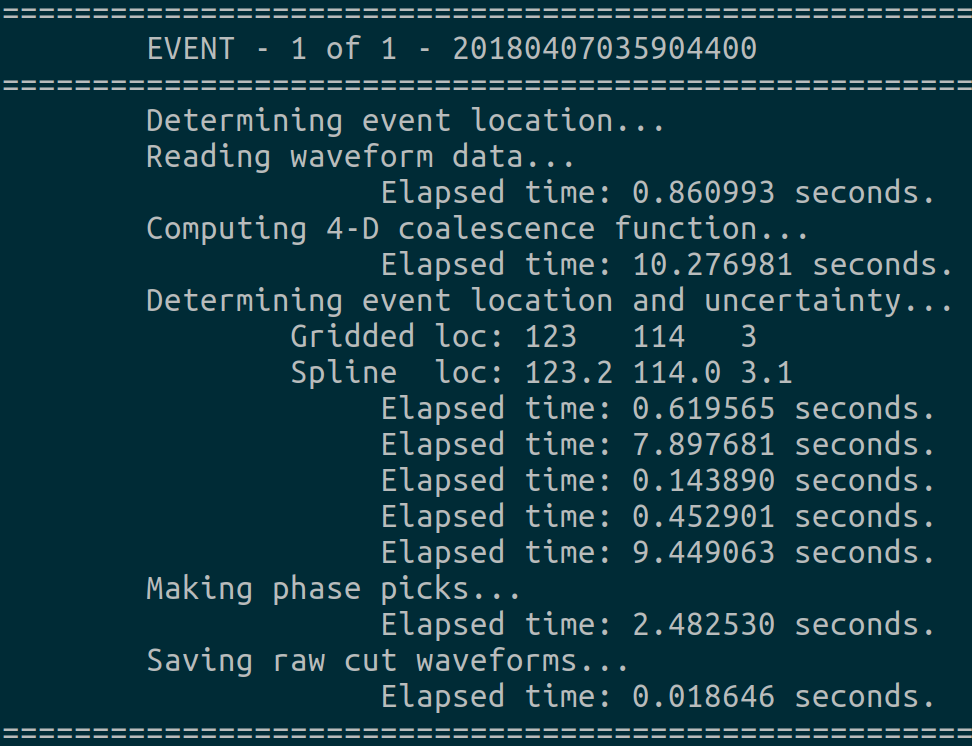 ======================================================
EVENT - 1 of 1 - 20180407035904400
======================================================
Determining event location...
Reading waveform data...
Elapsed time: 0.860993 seconds.
Computing 4-D coalescence function...
Elapsed time: 10.276981 seconds.
Determining event location and uncertainty...
Gridded loc: 123   114   3
Spline  loc: 123.2 114.0 3.1
Elapsed time: 0.619565 seconds.
Elapsed time: 7.897681 seconds.
Elapsed time: 0.143890 seconds.
Elapsed time: 0.452901 seconds.
Elapsed time: 9.449063 seconds.
Making phase picks...
Elapsed time: 2.482530 seconds.
Saving raw cut waveforms...
Elapsed time: 0.018646 seconds.
======================================================